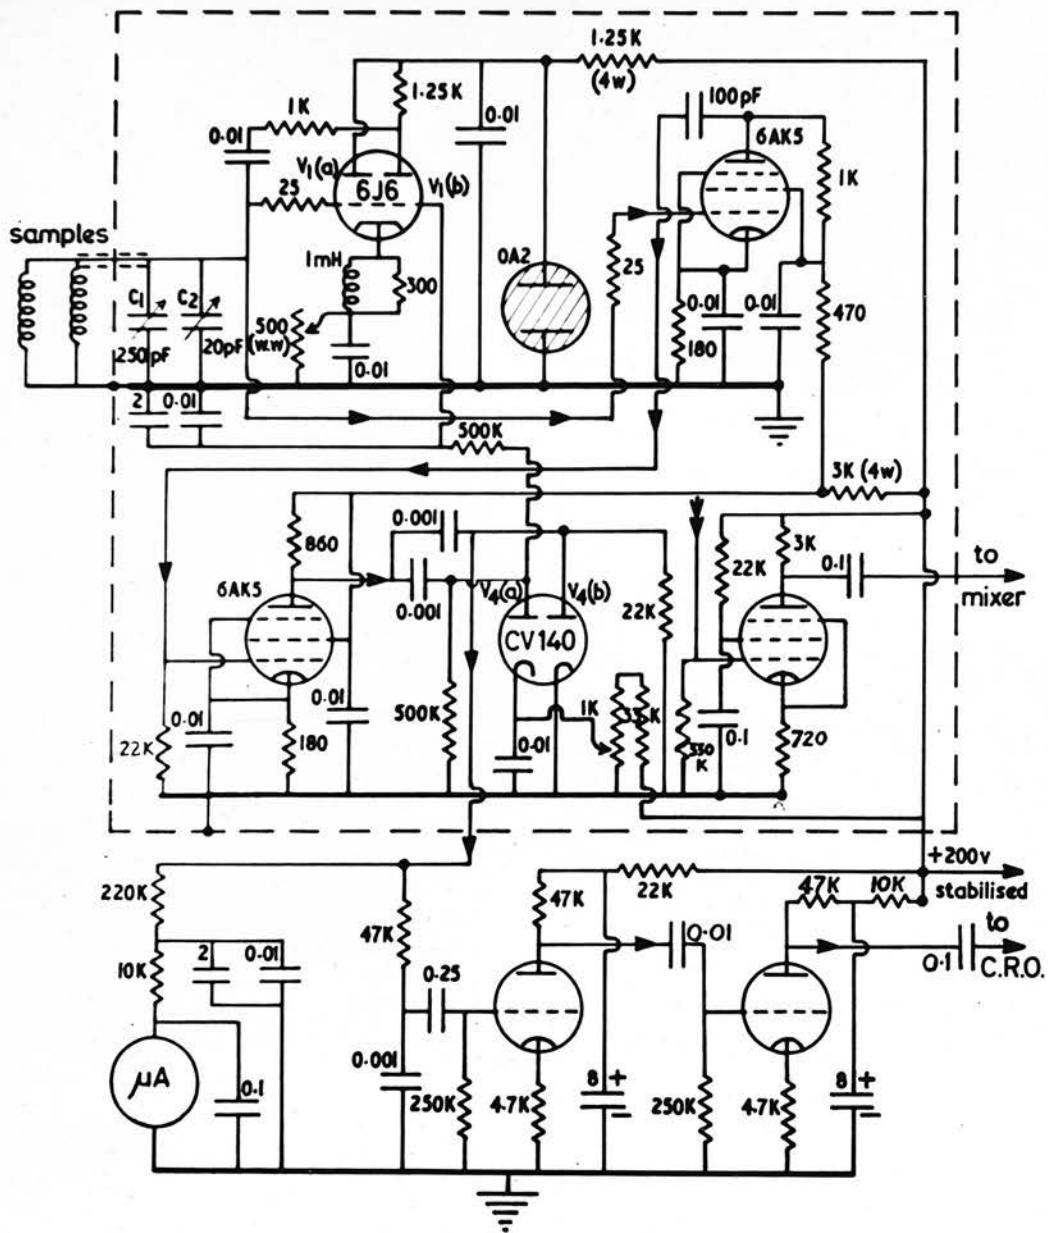 1.25K
(4w)
100pF
6AK5
1.25K
1K
0.01
0.01
V1(a)
6J6
V1(b)
25
1K
samples
1mH
300
0A2
25
C1
C2
500
(w.w)
250pF
20pF
0.01
0.01
0.01
180
470
2
0.01
500K
3K (4w)
0.001
860
3K
22K
0.1
to
mixer
6AK5
0.001
V4(a)
V4(b)
22K
CV140
0.01
500K
1K
0.01
180
22K
0.01
330
K
0.1
720
+200v
stabilised
220K
22K
47K
10K
47K
47K
0.01
to
0.1
C.R.O.
10K
2
0.01
0.25
μA
0.1
0.001
250K
4.7K
8 +
250K
4.7K
8 +